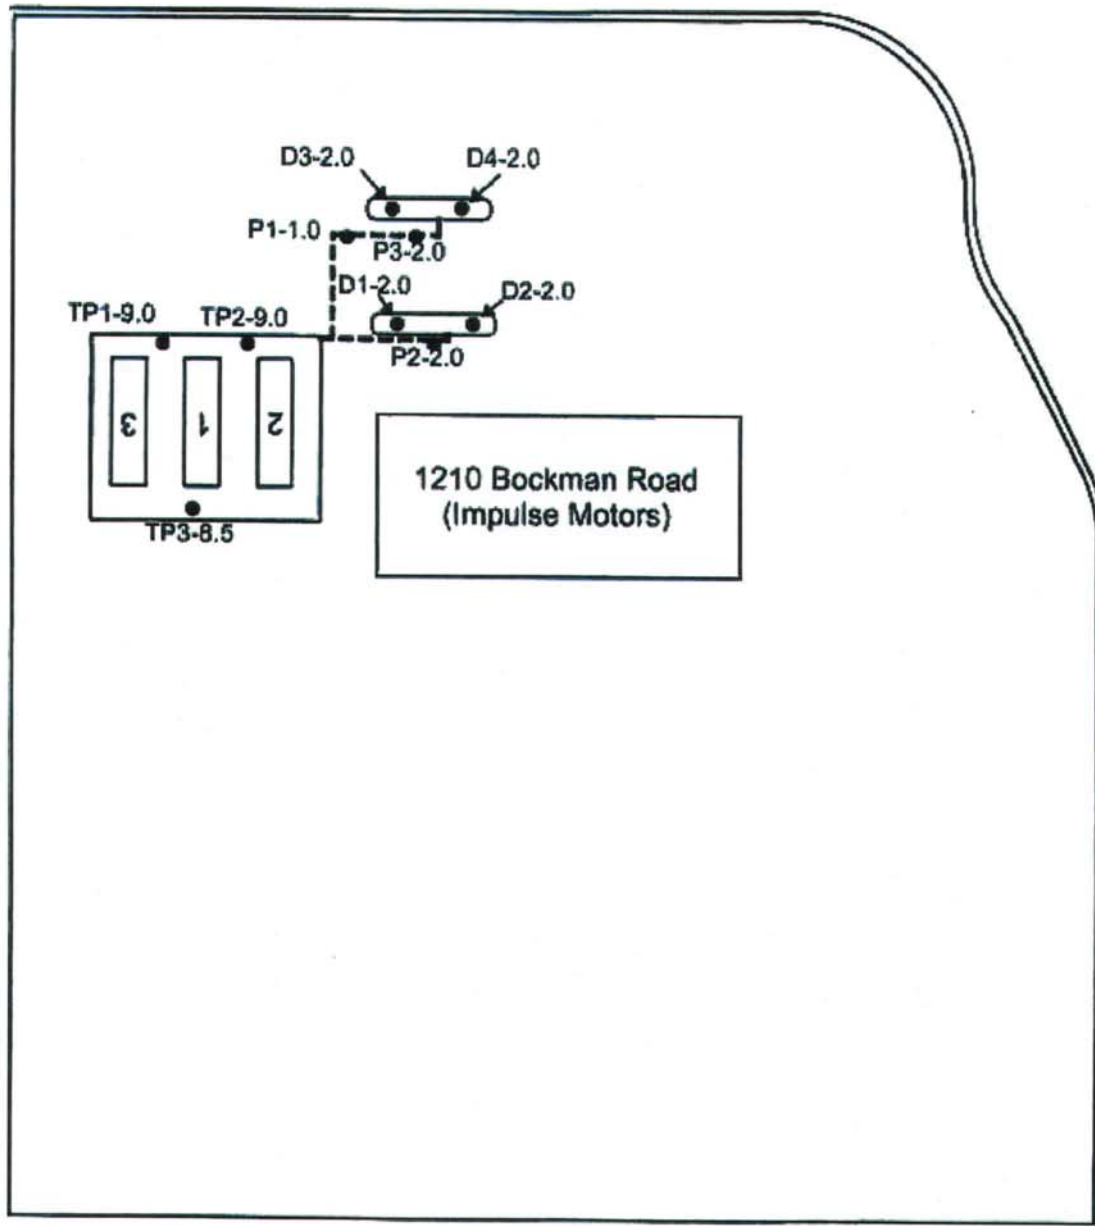 D3-2.0
D4-2.0
P1-1.0
P3-2.0
D1-2.0
D2-2.0
TP1-9.0
TP2-9.0
P2-2.0
3
1
2
1210 Bockman Road
(Impulse Motors)
TP3-8.5